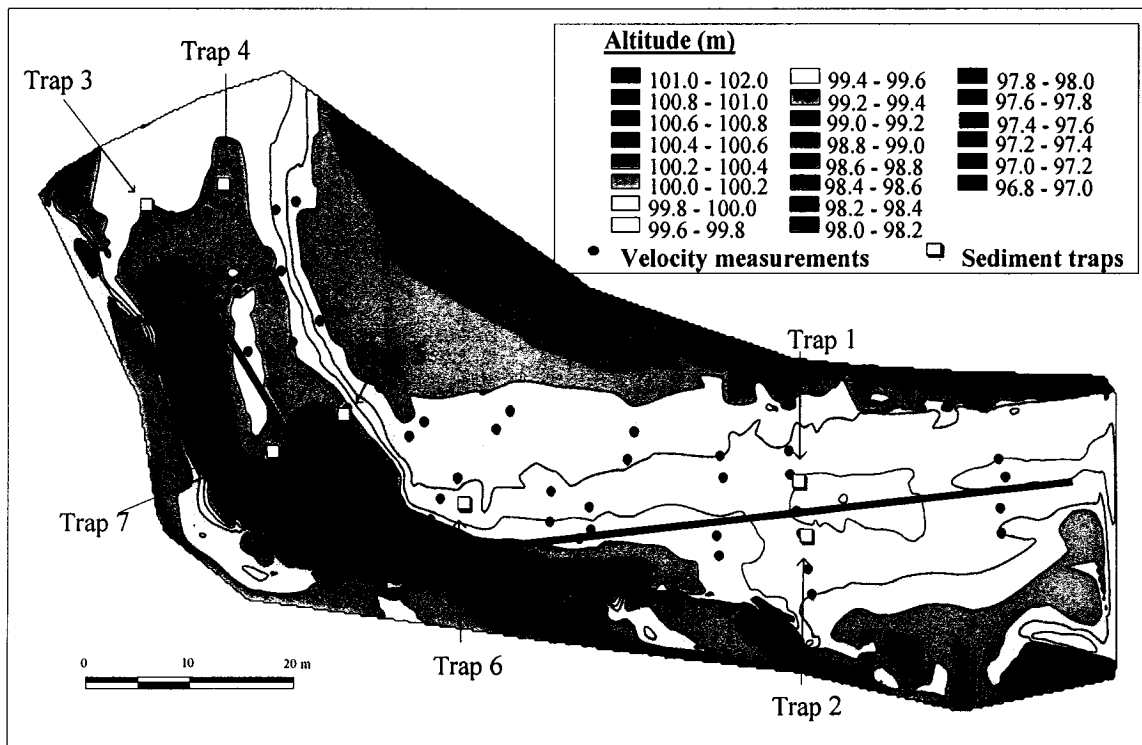 Trap 4
Trap 3
Altitude (m)
101.0 - 102.0
100.8 - 101.0
100.6 - 100.8
100.4 - 100.6
100.2 - 100.4
100.0 - 100.2
99.8 - 100.0
99.6 - 99.8
99.4 - 99.6
99.2 - 99.4
99.0 - 99.2
98.8 - 99.0
98.6 - 98.8
98.4 - 98.6
98.2 - 98.4
98.0 - 98.2
97.8 - 98.0
97.6 - 97.8
97.4 - 97.6
97.2 - 97.4
97.0 - 97.2
96.8 - 97.0
Velocity measurements
Sediment traps
Trap 1
Trap 7
Trap 6
Trap 2
0 10 20 m